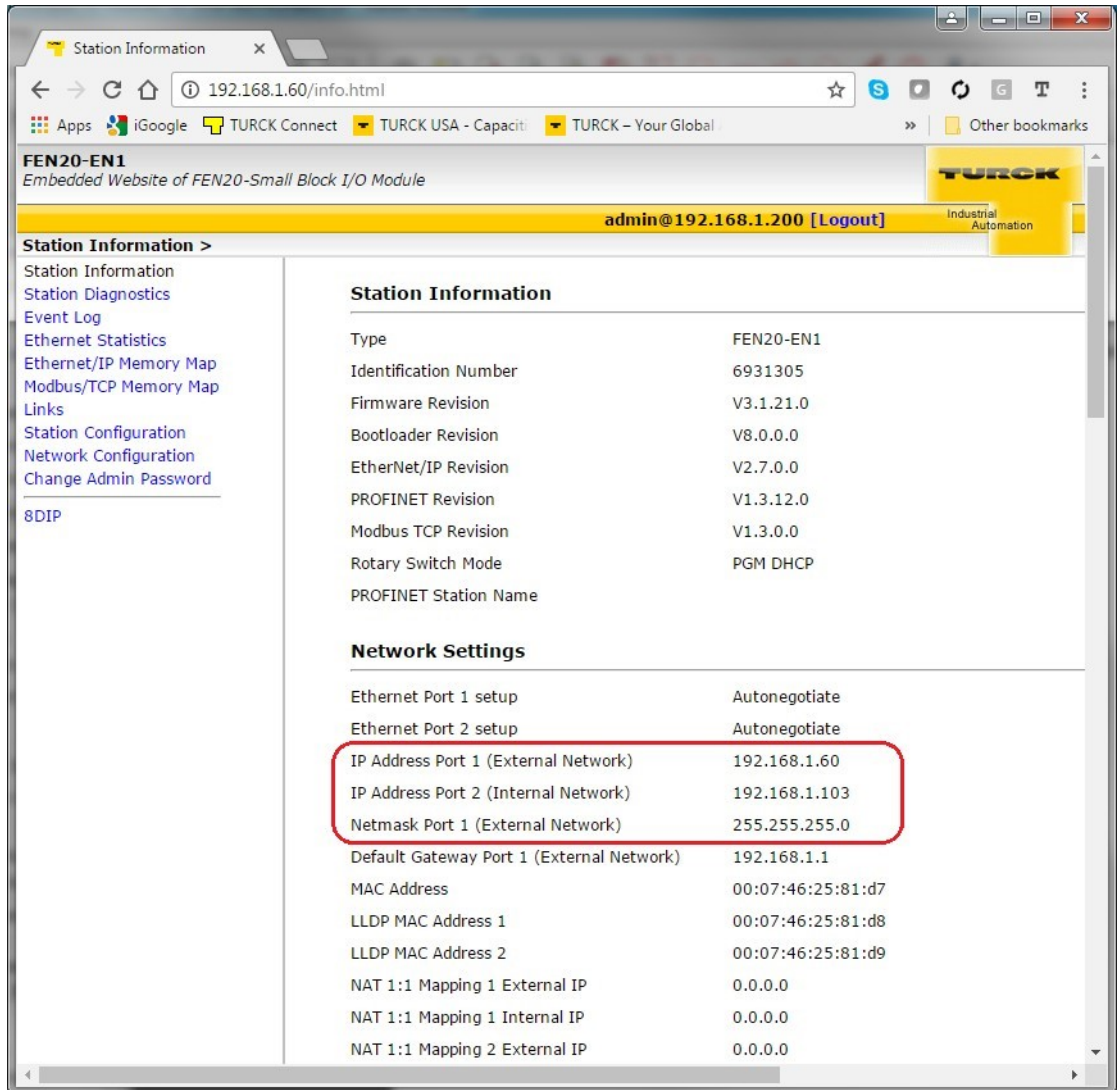 Station Information
192.168.1.60/info.html
Apps iGoogle TURCK Connect TURCK USA - Capaciti TURCK – Your Global » Other bookmarks
FEN20-EN1
Embedded Website of FEN20-Small Block I/O Module
TURCK
Industrial
Automation
admin@192.168.1.200 [Logout]
Station Information >
Station Information
Station Diagnostics
Event Log
Ethernet Statistics
Ethernet/IP Memory Map
Modbus/TCP Memory Map
Links
Station Configuration
Network Configuration
Change Admin Password
8DIP
Station Information
Type FEN20-EN1
Identification Number 6931305
Firmware Revision V3.1.21.0
Bootloader Revision V8.0.0.0
EtherNet/IP Revision V2.7.0.0
PROFINET Revision V1.3.12.0
Modbus TCP Revision V1.3.0.0
Rotary Switch Mode PGM DHCP
PROFINET Station Name
Network Settings
Ethernet Port 1 setup Autonegotiate
Ethernet Port 2 setup Autonegotiate
IP Address Port 1 (External Network) 192.168.1.60
IP Address Port 2 (Internal Network) 192.168.1.103
Netmask Port 1 (External Network) 255.255.255.0
Default Gateway Port 1 (External Network) 192.168.1.1
MAC Address 00:07:46:25:81:d7
LLDP MAC Address 1 00:07:46:25:81:d8
LLDP MAC Address 2 00:07:46:25:81:d9
NAT 1:1 Mapping 1 External IP 0.0.0.0
NAT 1:1 Mapping 1 Internal IP 0.0.0.0
NAT 1:1 Mapping 2 External IP 0.0.0.0